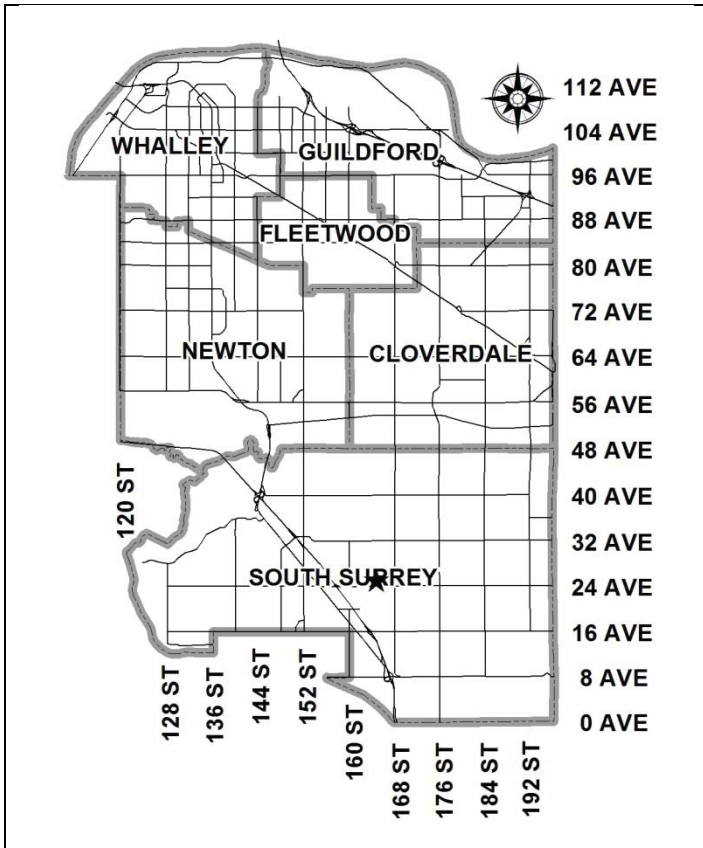 112 AVE
104 AVE
WHALLEY
GUILDFORD
96 AVE
88 AVE
FLEETWOOD
80 AVE
72 AVE
NEWTON
CLOVERDALE
64 AVE
56 AVE
48 AVE
120 ST
40 AVE
32 AVE
SOUTH SURREY
24 AVE
16 AVE
128 ST
136 ST
144 ST
152 ST
160 ST
8 AVE
0 AVE
168 ST
176 ST
184 ST
192 ST